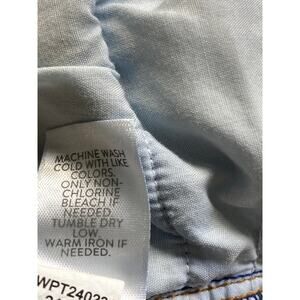 MACHINE WASH
COLD WITH LIKE
COLORS.
ONLY NON-
CHLORINE
BLEACH IF
NEEDED.
TUMBLE DRY
LOW.
WARM IRON IF
NEEDED.